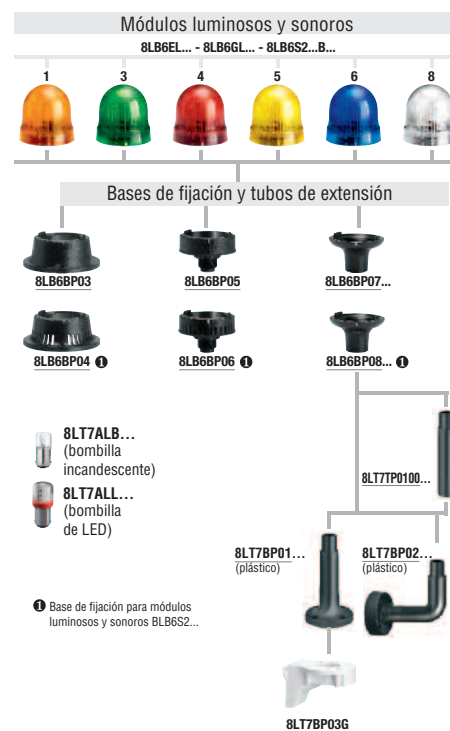 Módulos luminosos y sonoros
8LB6EL... - 8LB6GL... - 8LB6S2...B...
1 3 4 5 6 8
Bases de fijación y tubos de extensión
8LB6BP03 8LB6BP05 8LB6BP07...
8LB6BP04 ❶ 8LB6BP06 ❶ 8LB6BP08... ❶
8LT7ALB...
(bombilla
incandescente)
8LT7ALL...
(bombilla
de LED)
8LT7TP0100...
8LT7BP01... 8LT7BP02...
(plástico) (plástico)
❶ Base de fijación para módulos
luminosos y sonoros BLB6S2...
8LT7BP03G